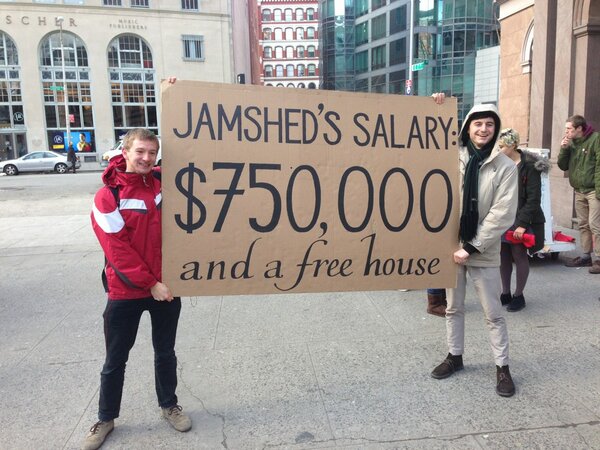 SCHER
MUSIC
PUBLISHERS
JAMSHED'S SALARY:
$750,000
and a free house